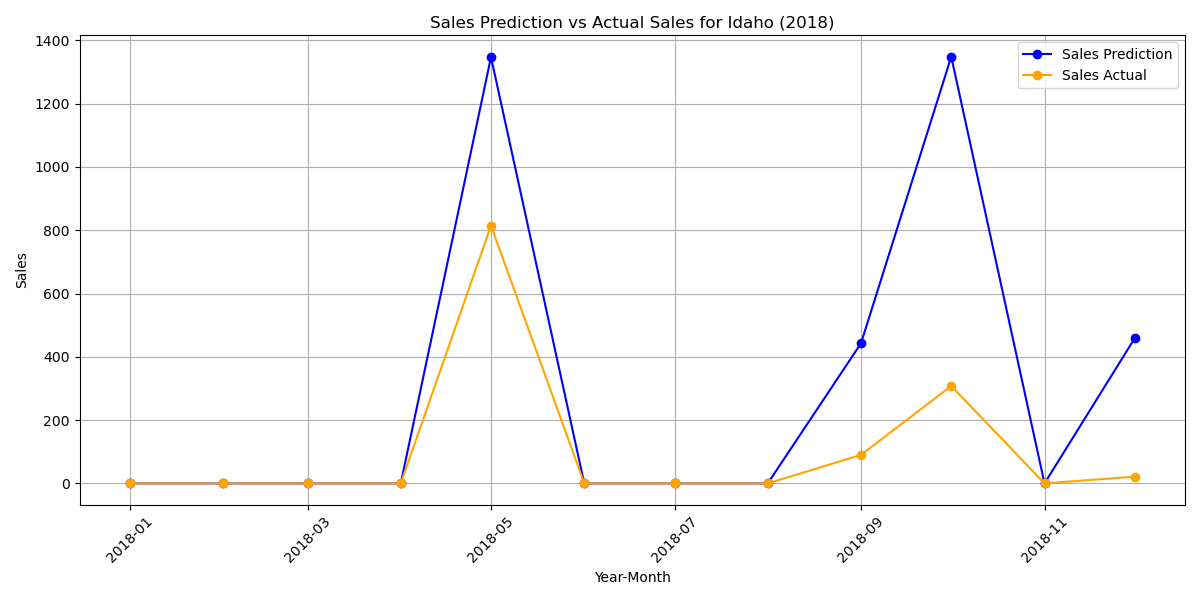 Sales Prediction vs Actual Sales for Idaho (2018)
Sales Prediction
Sales Actual
Sales
1400
1200
1000
800
600
400
200
0
2018-01
2018-03
2018-05
2018-07
2018-09
2018-11
Year-Month